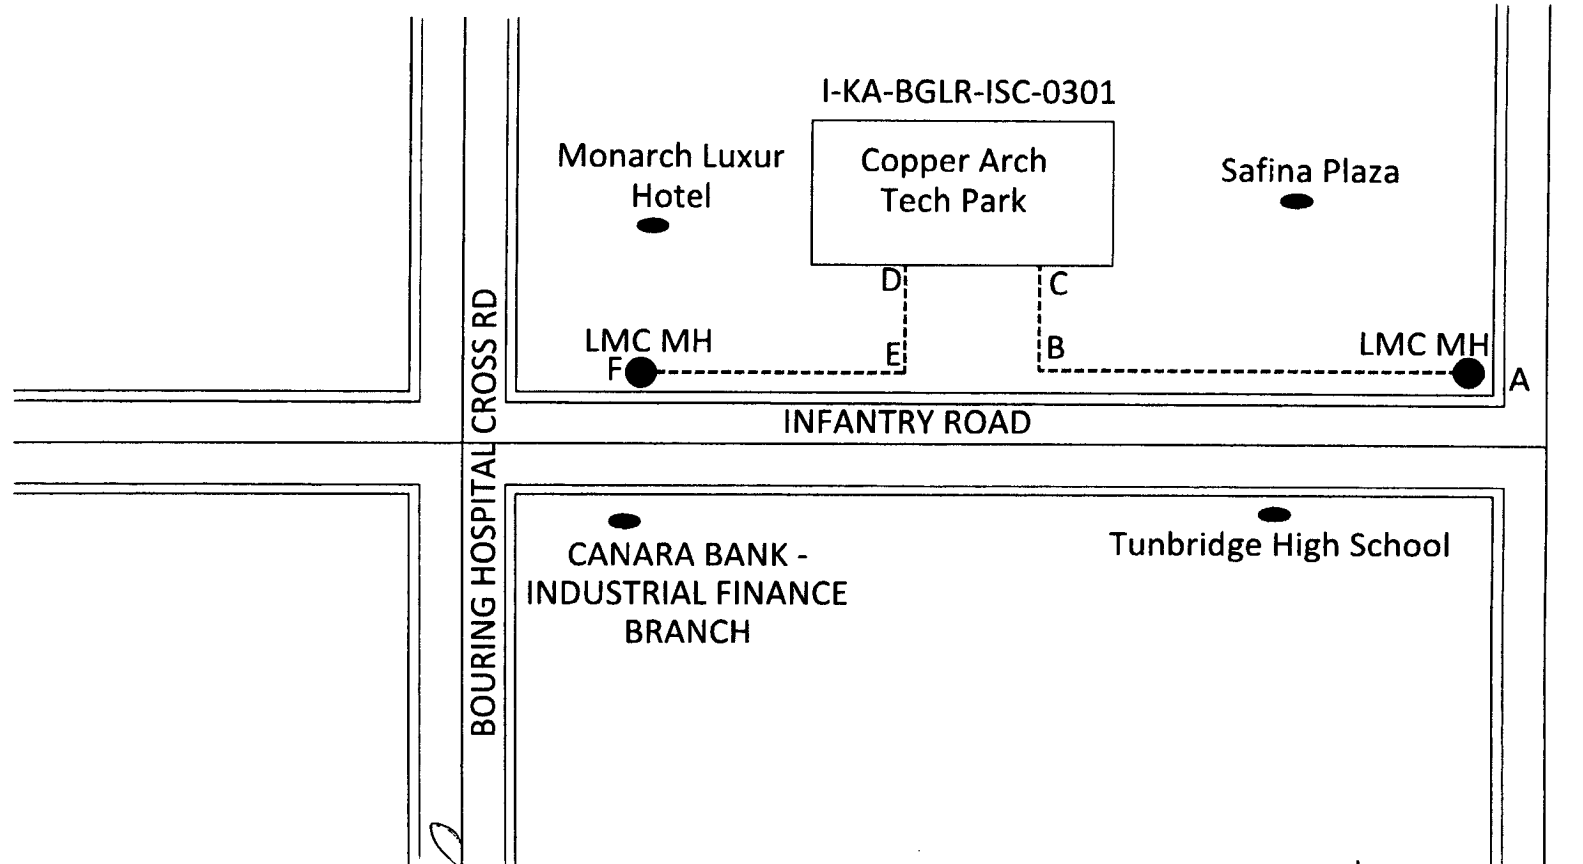 I-KA-BGLR-ISC-0301
Monarch Luxur
Hotel
Copper Arch
Tech Park
Safina Plaza
D
C
LMC MH
F
E
B
LMC MH
A
INFANTRY ROAD
BOURING HOSPITAL CROSS RD
CANARA BANK -
INDUSTRIAL FINANCE
BRANCH
Tunbridge High School